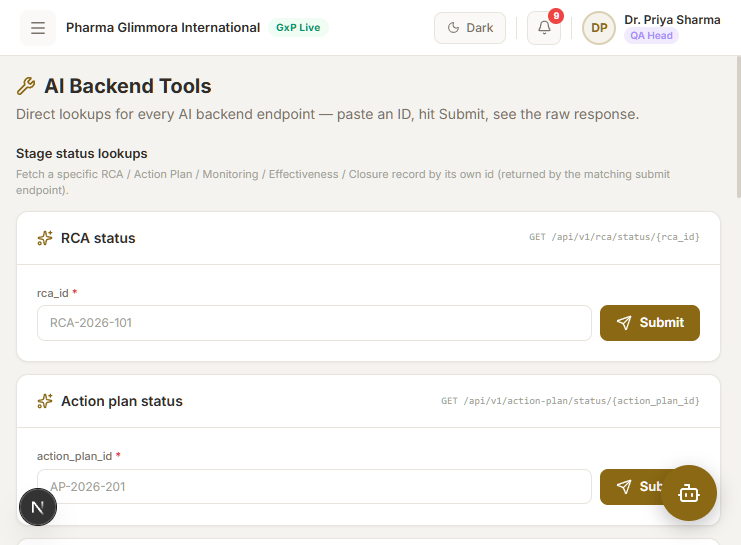 Pharma Glimmora International
GxP Live
Dark
9
DP
Dr. Priya Sharma
QA Head
AI Backend Tools
Direct lookups for every AI backend endpoint — paste an ID, hit Submit, see the raw response.
Stage status lookups
Fetch a specific RCA / Action Plan / Monitoring / Effectiveness / Closure record by its own id (returned by the matching submit
endpoint).
RCA status
GET /api/v1/rca/status/{rca_id}
rca_id *
RCA-2026-101
Submit
Action plan status
GET /api/v1/action-plan/status/{action_plan_id}
action_plan_id *
AP-2026-201
Sub
N